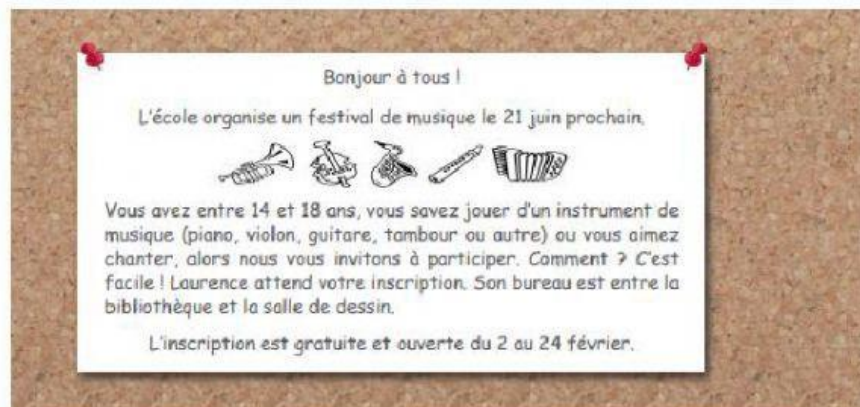 Bonjour à tous !
L'école organise un festival de musique le 21 juin prochain.
Vous avez entre 14 et 18 ans, vous savez jouer d'un instrument de
musique (piano, violon, guitare, tambour ou autre) ou vous aimez
chanter, alors nous vous invitons à participer. Comment ? C'est
facile ! Laurence attend votre inscription. Son bureau est entre la
bibliothèque et la salle de dessin.
L'inscription est gratuite et ouverte du 2 au 24 février.